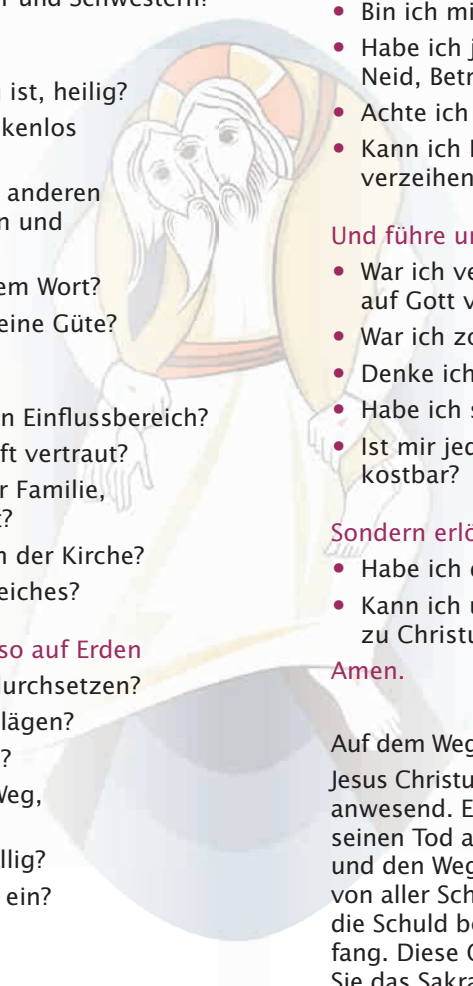 und Schwestern?
ist, heilig?
kenlos
anderen
n und
em Wort?
eine Güte?
n Einflussbereich?
ft vertraut?
r Familie,
?
n der Kirche?
eiches?
so auf Erden
durchsetzen?
lägen?
?
Weg,
llig?
ein?
• Bin ich mi
• Habe ich j
Neid, Betr
• Achte ich
• Kann ich
verzeihen
Und führe u
• War ich ve
auf Gott v
• War ich zo
• Denke ich
• Habe ich s
• Ist mir jed
kostbar?
Sondern erlö
• Habe ich
• Kann ich u
zu Christu
Amen.
Auf dem Weg
Jesus Christu
anwesend. E
seinen Tod a
und den Weg
von aller Sch
die Schuld be
fang. Diese
Sie das Sakra